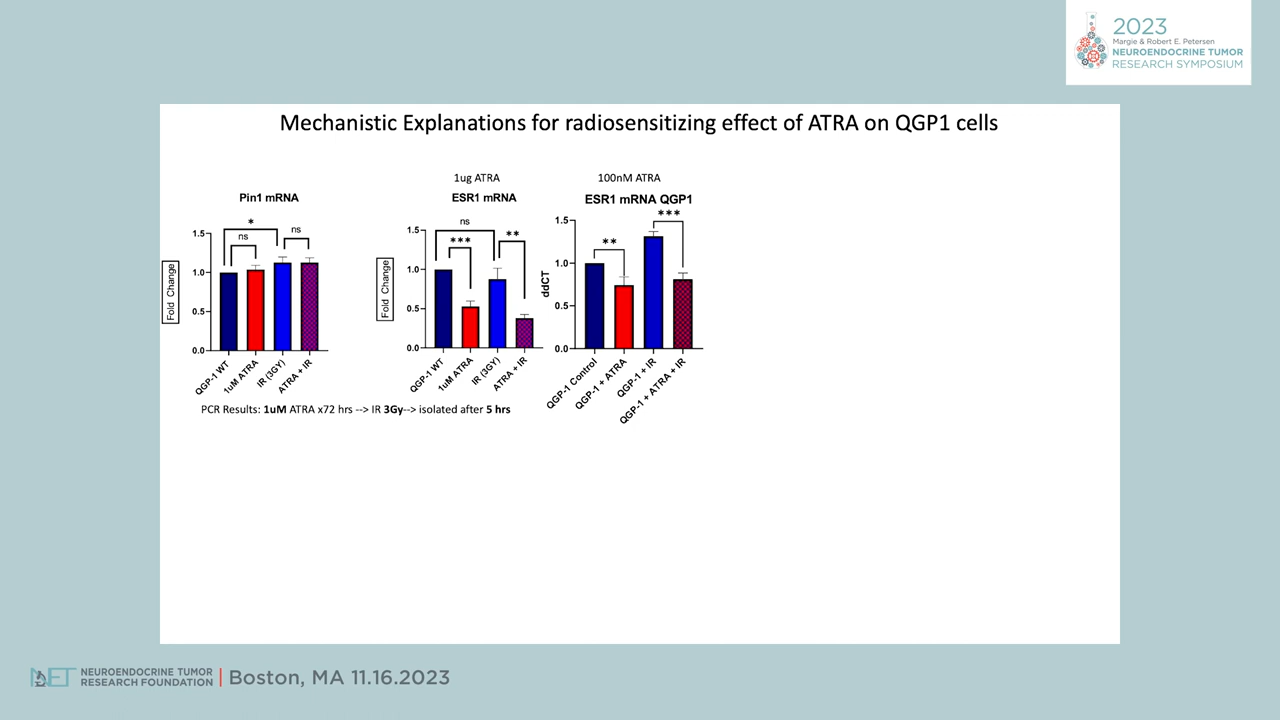 2023
Margie & Robert E. Petersen
NEUROENDOCRINE TUMOR
RESEARCH SYMPOSIUM
Mechanistic Explanations for radiosensitizing effect of ATRA on QGP1 cells
Pin1 mRNA
Fold Change
1.5
1.0
0.5
0.0
*
ns
ns
QGP-1 WT
1uM ATRA
IR (3GY)
ATRA + IR
1ug ATRA
ESR1 mRNA
Fold Change
1.5
1.0
0.5
0.0
ns
***
**
QGP-1 WT
1uM ATRA
IR (3GY)
ATRA + IR
100nM ATRA
ESR1 mRNA QGP1
ddCT
1.5
1.0
0.5
0.0
**
***
QGP-1 Control
QGP-1 + ATRA
QGP-1 + IR
QGP-1 + ATRA + IR
PCR Results: 1uM ATRA x72 hrs --> IR 3Gy--> isolated after 5 hrs
NET
NEUROENDOCRINE TUMOR
RESEARCH FOUNDATION
Boston, MA 11.16.2023